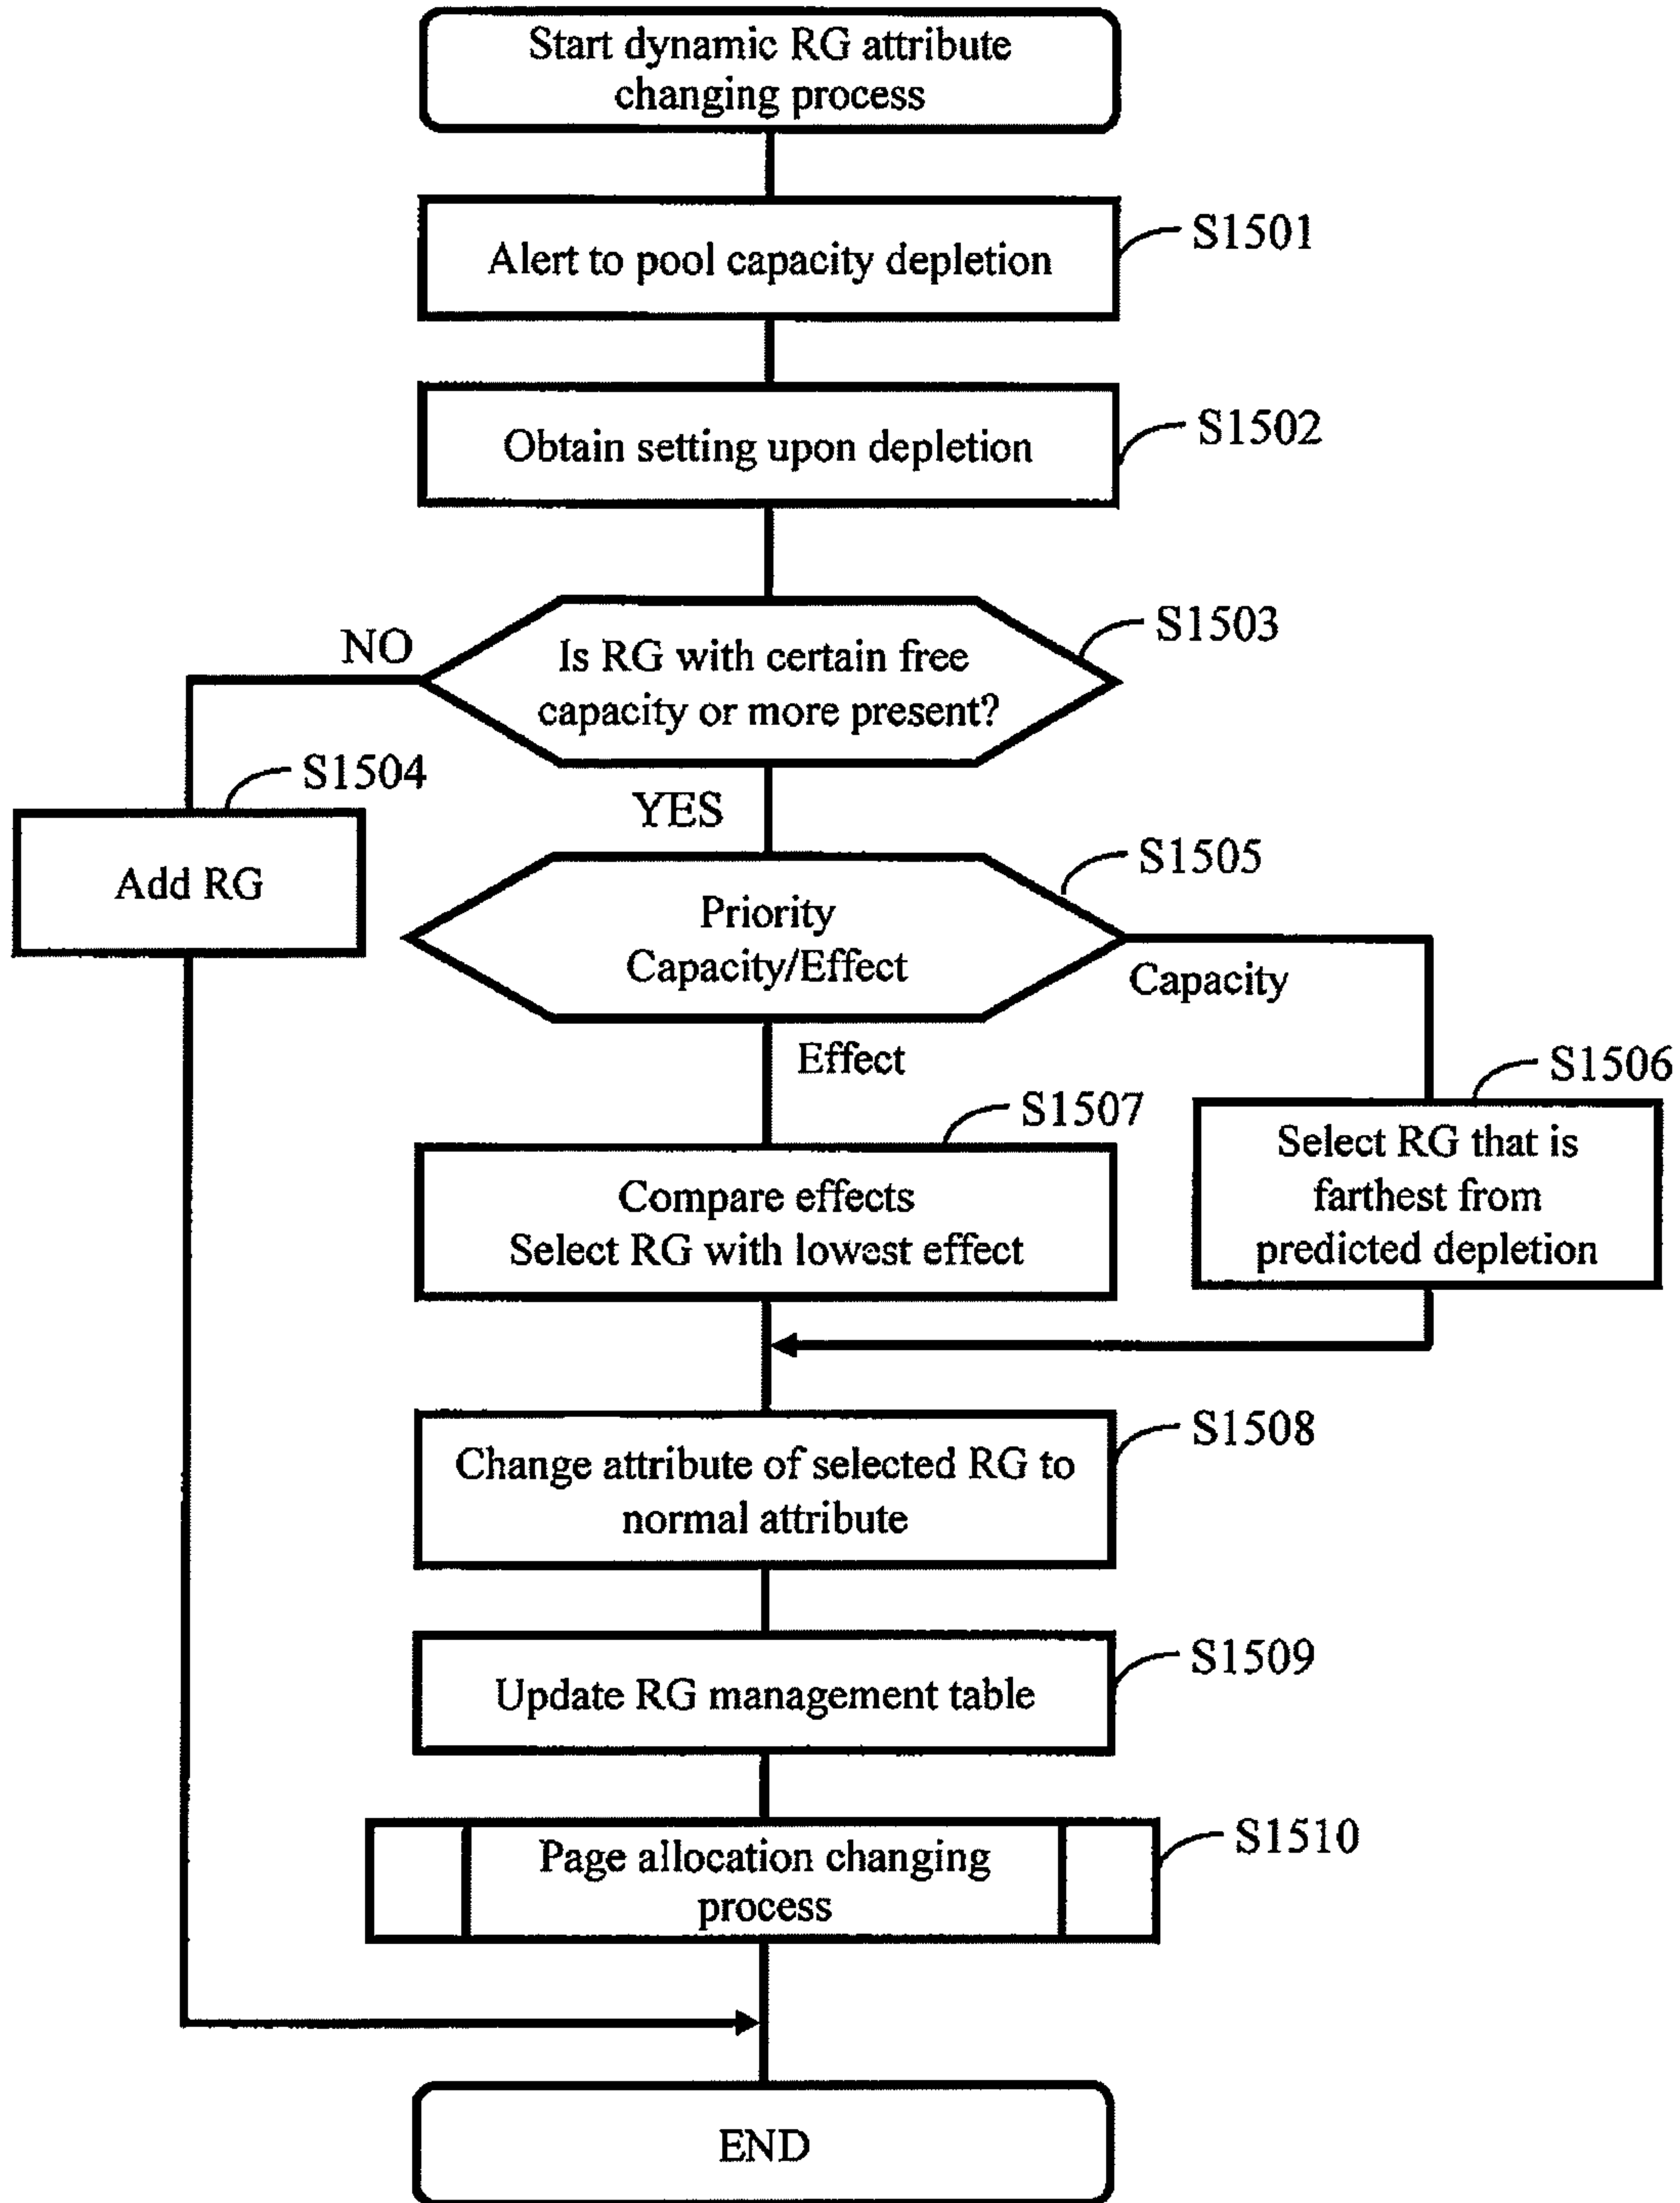 Start dynamic RG attribute
changing process
Alert to pool capacity depletion
S1501
Obtain setting upon depletion
S1502
Is RG with certain free
capacity or more present?
S1503
NO
YES
S1504
Add RG
Priority
Capacity/Effect
S1505
Capacity
Effect
S1506
Select RG that is
farthest from
predicted depletion
S1507
Compare effects
Select RG with lowest effect
Change attribute of selected RG to
normal attribute
S1508
Update RG management table
S1509
Page allocation changing
process
S1510
END